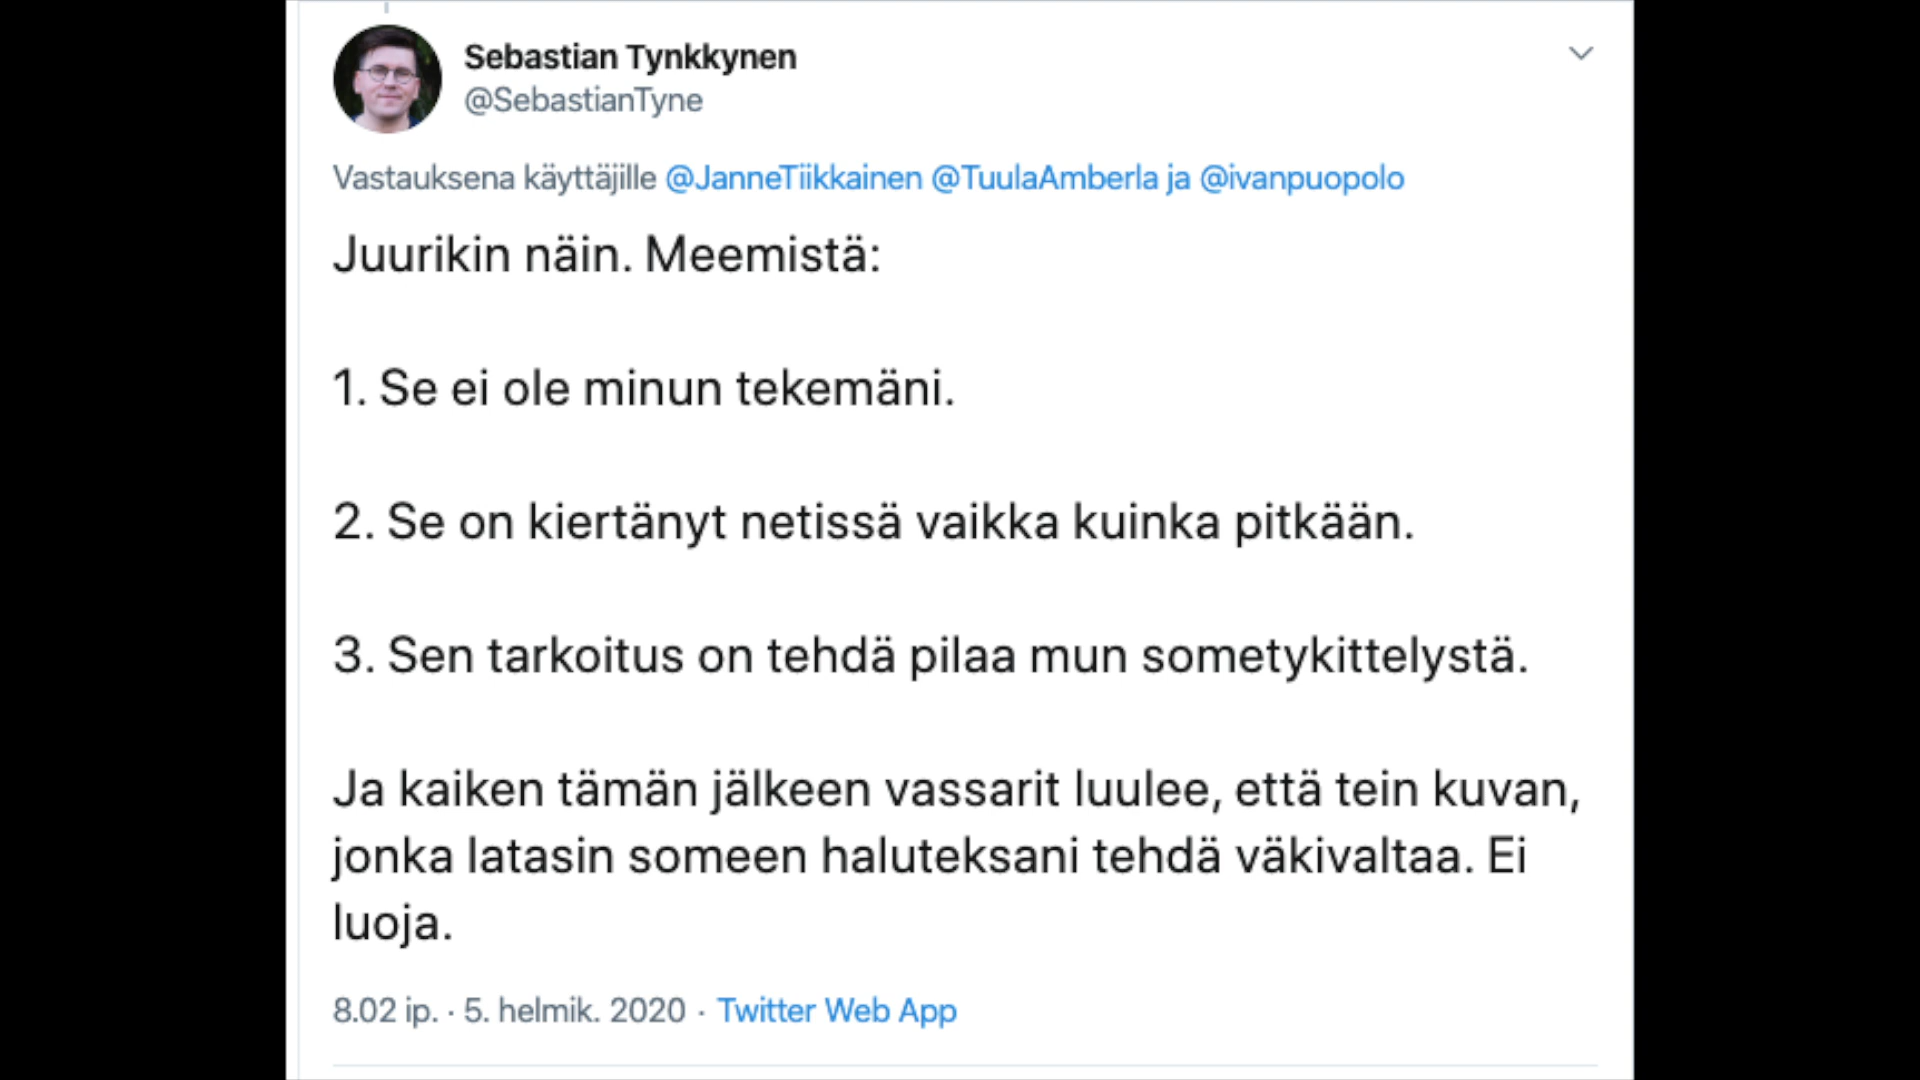 Sebastian Tynkkynen
@SebastianTyne
Vastauksena käyttäjille @JanneTiikkainen @TuulaAmberla ja @ivanpuopolo
Juurikin näin. Meemistä:
1. Se ei ole minun tekemäni.
2. Se on kiertänyt netissä vaikka kuinka pitkään.
3. Sen tarkoitus on tehdä pilaa mun sometykittelystä.
Ja kaiken tämän jälkeen vassarit luulee, että tein kuvan,
jonka latasin someen haluteksani tehdä väkivaltaa. Ei
luoja.
8.02 ip. · 5. helmik. 2020 · Twitter Web App